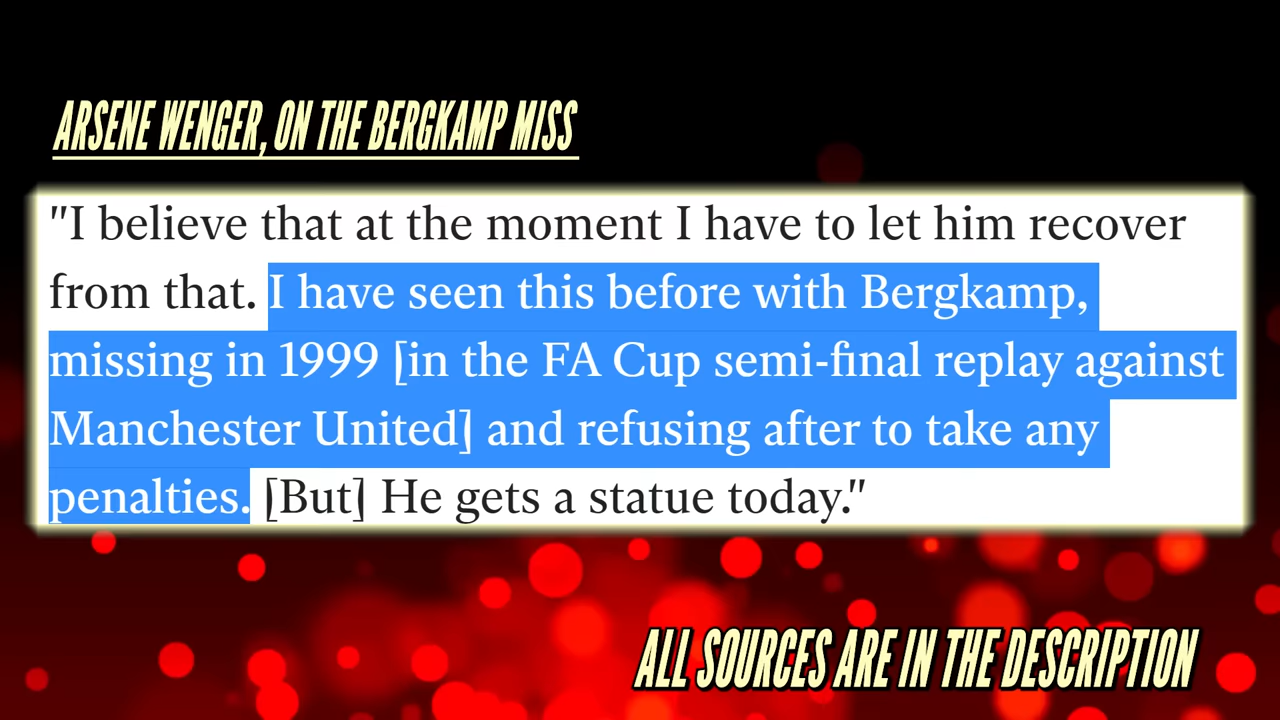 ARSENE WENGER, ON THE BERGKAMP MISS
"I believe that at the moment I have to let him recover
from that. I have seen this before with Bergkamp,
missing in 1999 [in the FA Cup semi-final replay against
Manchester United] and refusing after to take any
penalties. [But] He gets a statue today."
ALL SOURCES ARE IN THE DESCRIPTION